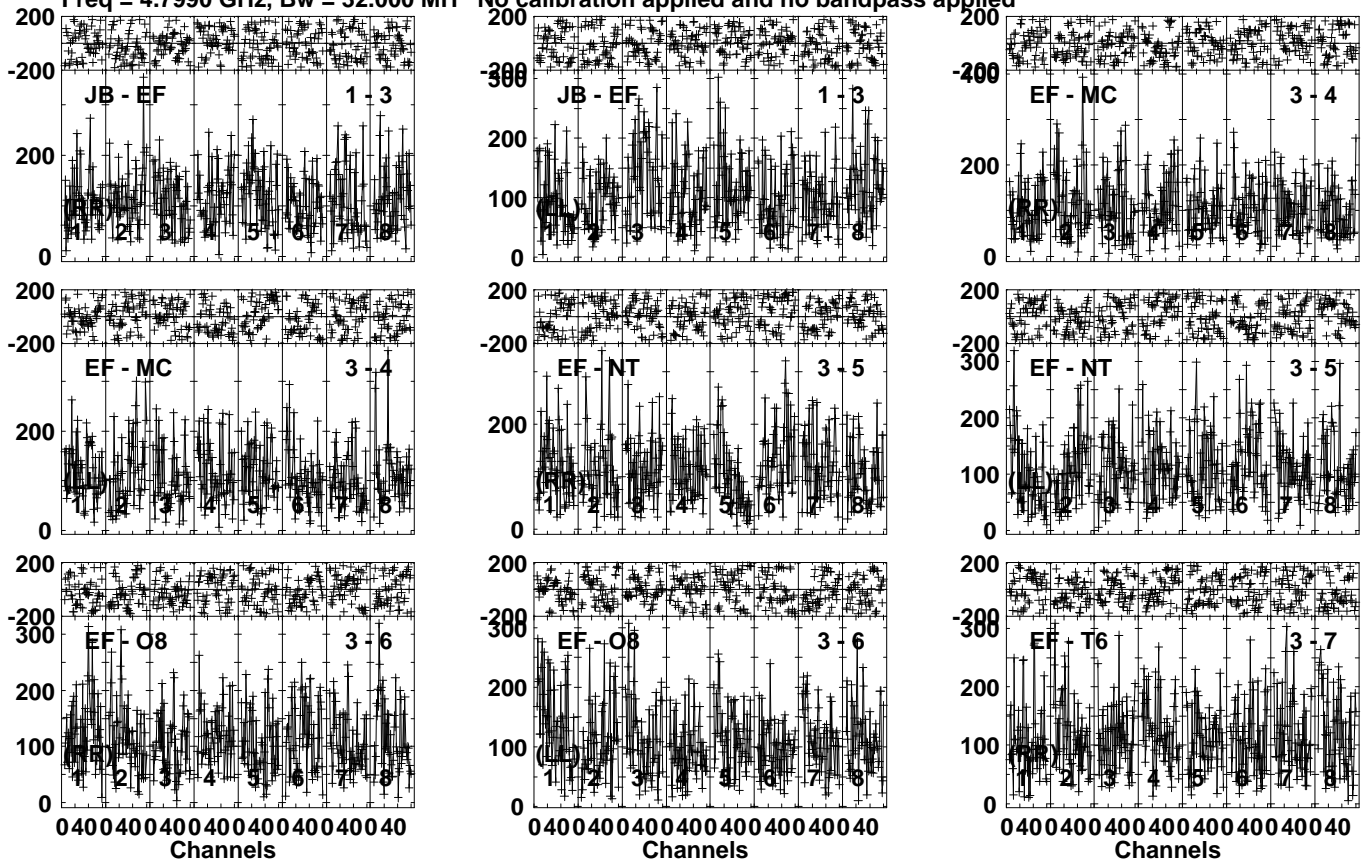 Freq = 4.7990 GHz, Bw = 32.000 MH No calibration applied and no bandpass applied
200 200 200
-200 -200 -200
300 400
JB - EF 1 - 3 JB - EF 1 - 3 EF - MC 3 - 4
200 200 200
100
(RR) (LL) (RR)
1 2 3 4 5 6 7 8 1 2 3 4 5 6 7 8 1 2 3 4 5 6 7 8
0 0 0
200 200 200
-200 -200 -200
EF - MC 3 - 4 EF - NT 3 - 5 EF - NT 3 - 5
300
200 200 200
100
(LL) (RR) (LL)
1 2 3 4 5 6 7 8 1 2 3 4 5 6 7 8 1 2 3 4 5 6 7 8
0 0 0
200 200 200
-200 -200 -200
300 300 300
EF - O8 3 - 6 EF - O8 3 - 6 EF - T6 3 - 7
200 200 200
100 100 100
(RR) (LL) (RR)
1 2 3 4 5 6 7 8 1 2 3 4 5 6 7 8 1 2 3 4 5 6 7 8
0 0 0
0 40 0 40 0 40 0 40 0 40 0 40 0 40 0 40 0 40 0 40 0 40 0 40 0 40 0 40 0 40 0 40 0 40 0 40 0 40 0 40 0 40 0 40 0 40 0 40
Channels Channels Channels